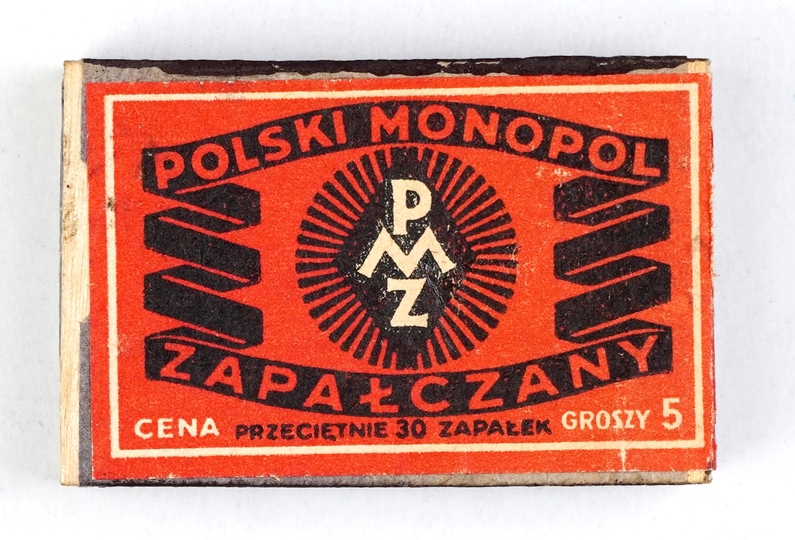 POLSKI MONOPOL
P
M
Z
ZAPAŁCZANY
CENA PRZECIĘTNIE 30 ZAPAŁEK GROSZY 5